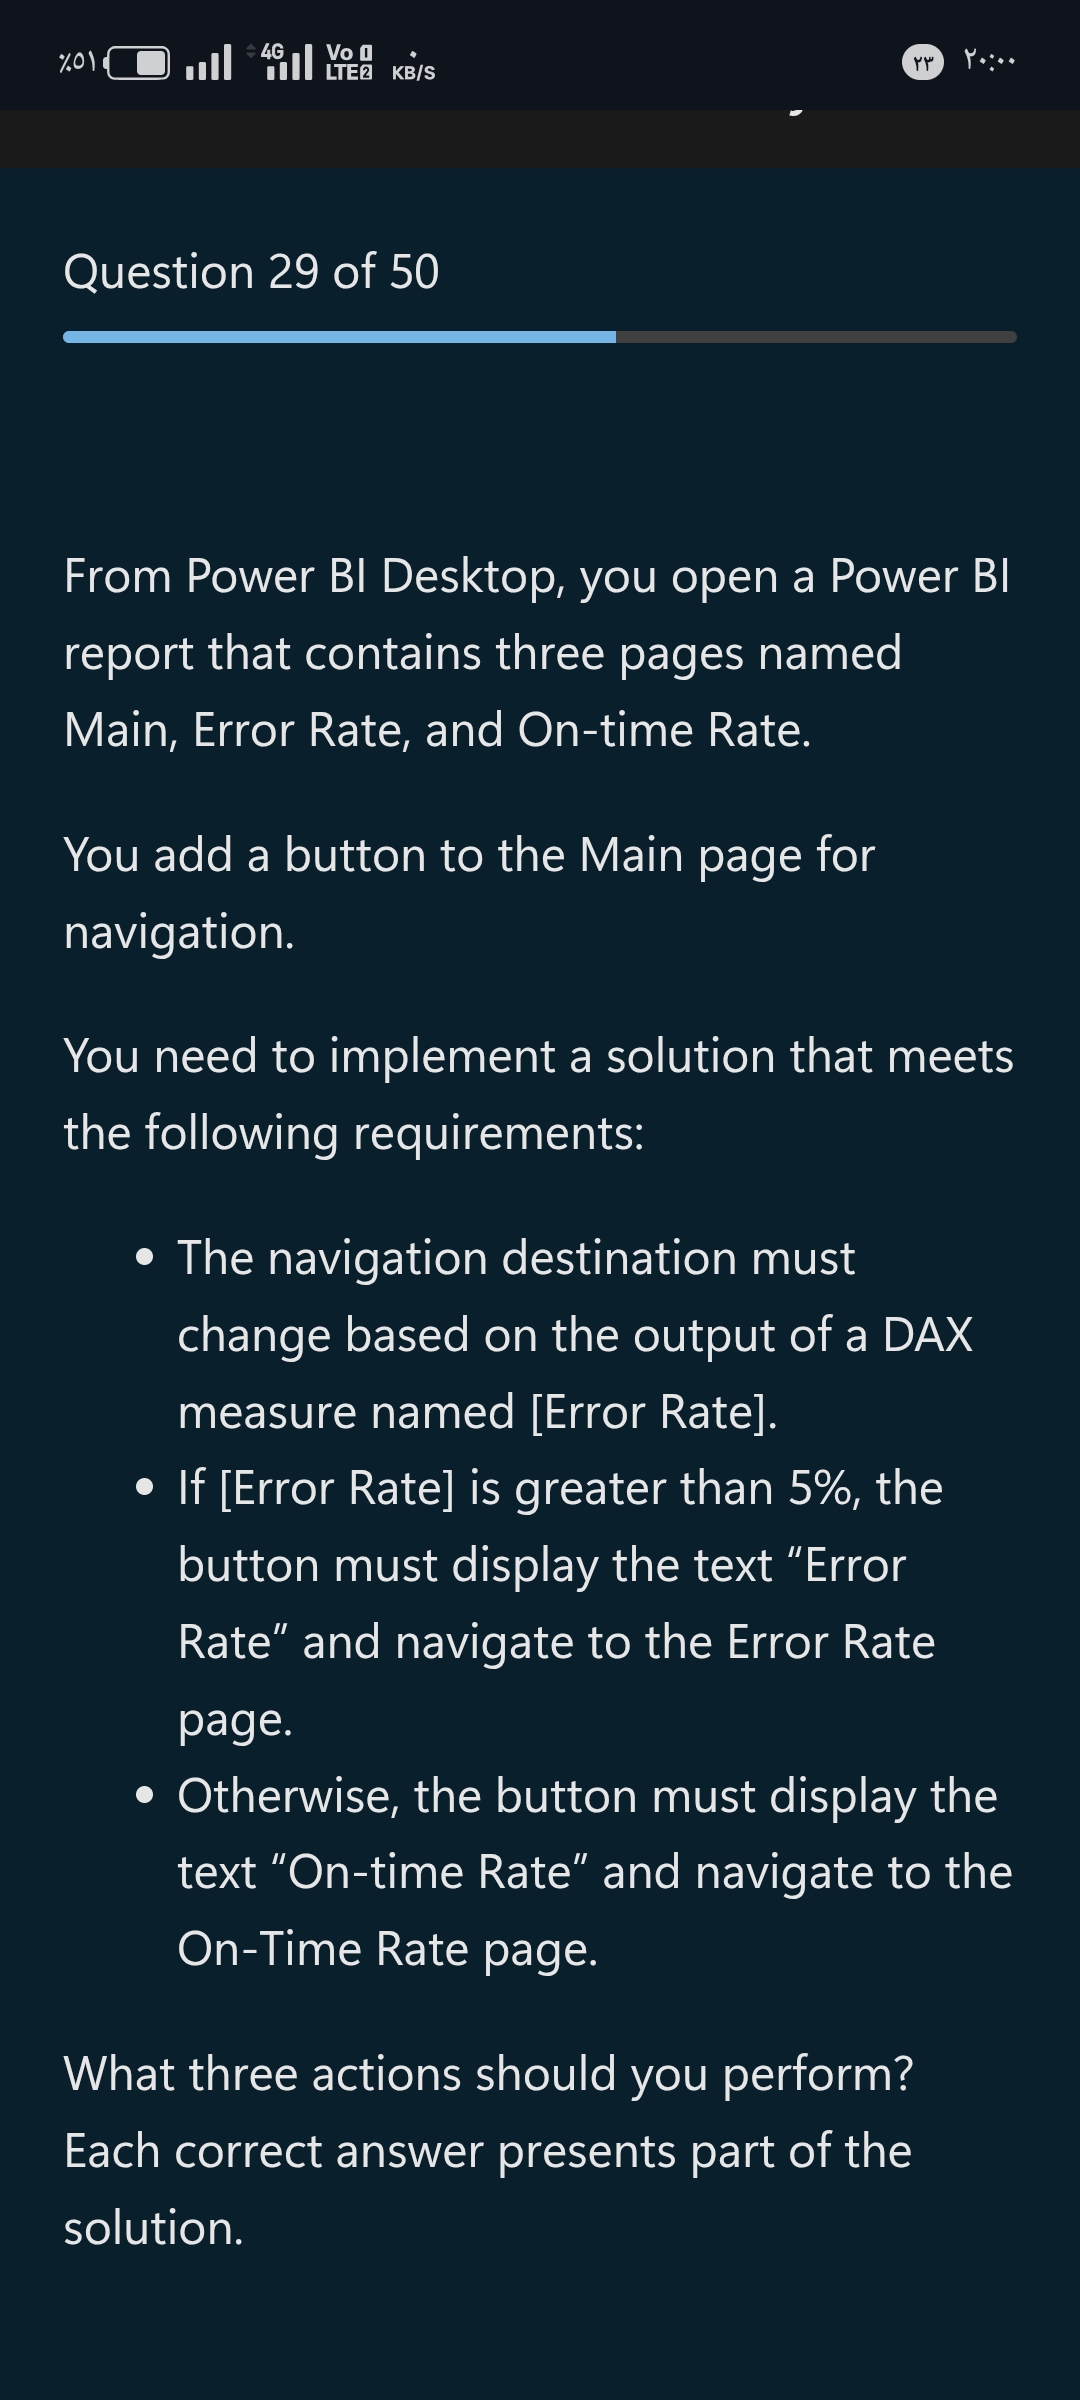 ٪٥١ 4G Vo 1 LTE 2 ٠ KB/S ٢٣ ٢٠:٠٠
Question 29 of 50
From Power BI Desktop, you open a Power BI
report that contains three pages named
Main, Error Rate, and On-time Rate.
You add a button to the Main page for
navigation.
You need to implement a solution that meets
the following requirements:
• The navigation destination must
change based on the output of a DAX
measure named [Error Rate].
• If [Error Rate] is greater than 5%, the
button must display the text “Error
Rate” and navigate to the Error Rate
page.
• Otherwise, the button must display the
text “On-time Rate” and navigate to the
On-Time Rate page.
What three actions should you perform?
Each correct answer presents part of the
solution.